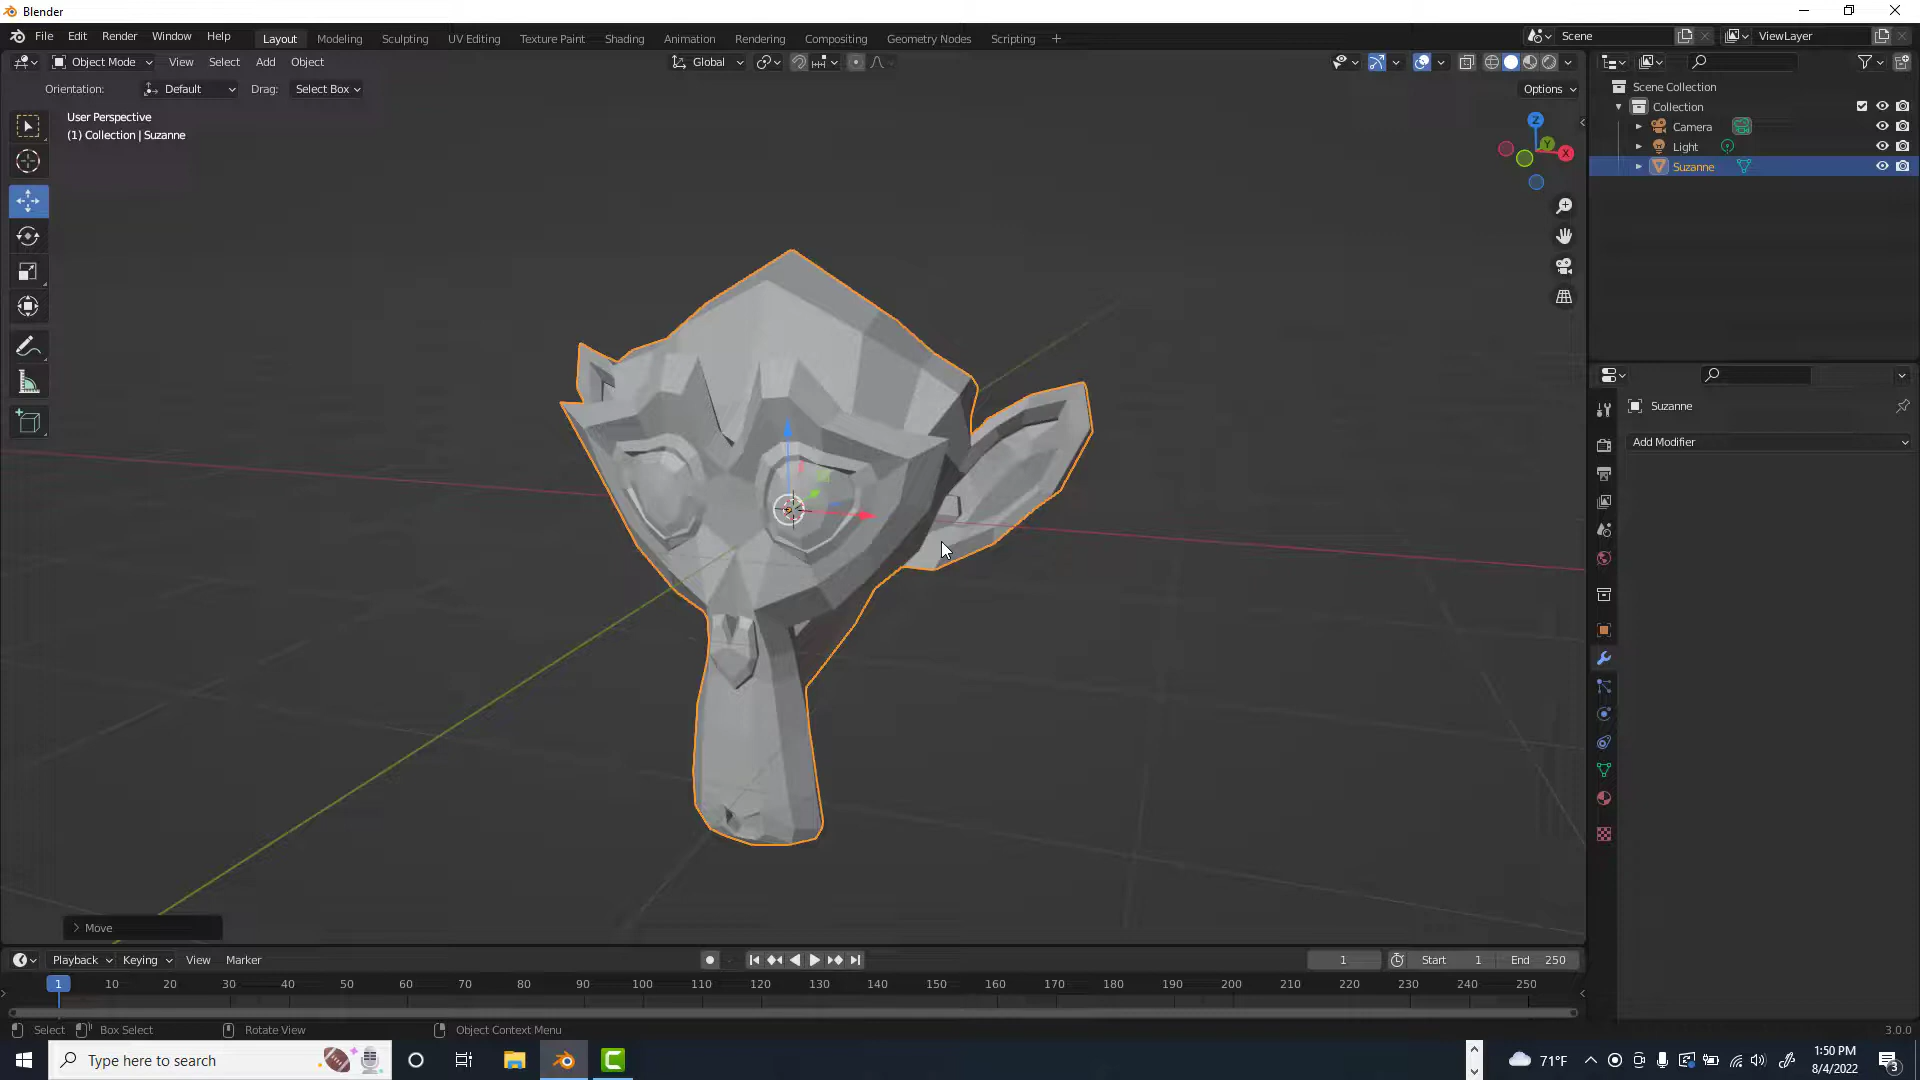 Blender
File Edit Render Window Help
Layout Modeling Sculpting UV Editing Texture Paint Shading Animation Rendering Compositing Geometry Nodes Scripting +
Scene
ViewLayer
Object Mode View Select Add Object
Global
Orientation: Default Drag: Select Box
Options
User Perspective
(1) Collection | Suzanne
Z
Y
X
Scene Collection
Collection
Camera
Light
Suzanne
Suzanne
Add Modifier
Move
Playback Keying View Marker
1
Start 1
End 250
1 10 20 30 40 50 60 70 80 90 100 110 120 130 140 150 160 170 180 190 200 210 220 230 240 250
Select Box Select Rotate View Object Context Menu
3.0.0
Type here to search
71°F
1:50 PM
8/4/2022
3